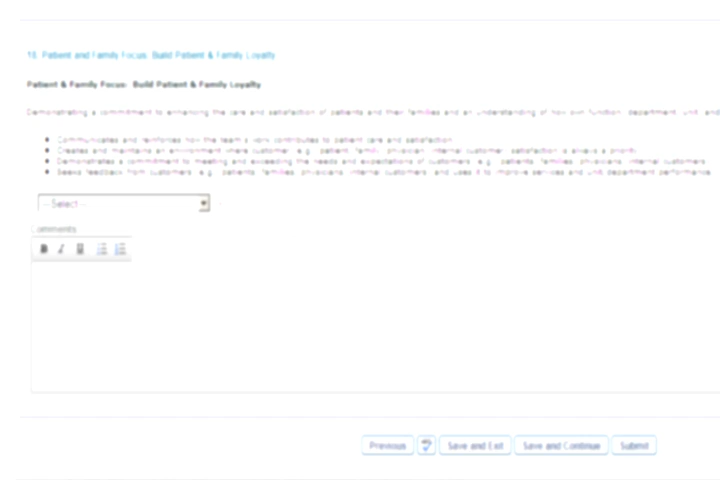 Patient and Family Focus: Build Patient & Family Loyalty
Patient & Family Focus: Build Patient & Family Loyalty
Demonstrating a commitment to enhancing the care and satisfaction of patients and their families and an understanding of how own function, department, unit, and
Communicates and reinforces how the team's work contributes to patient care and satisfaction
Creates and maintains an environment where customer e.g. patient, family, physician, internal customer satisfaction is always a priority
Demonstrates a commitment to meeting and exceeding the needs and expectations of customers e.g. patients, families, physicians, internal customers
Seeks feedback from customers e.g. patients, families, physicians, internal customers and uses it to improve services and unit department performance
-- Select --
Comments
B I U
Previous Save and Exit Save and Continue Submit